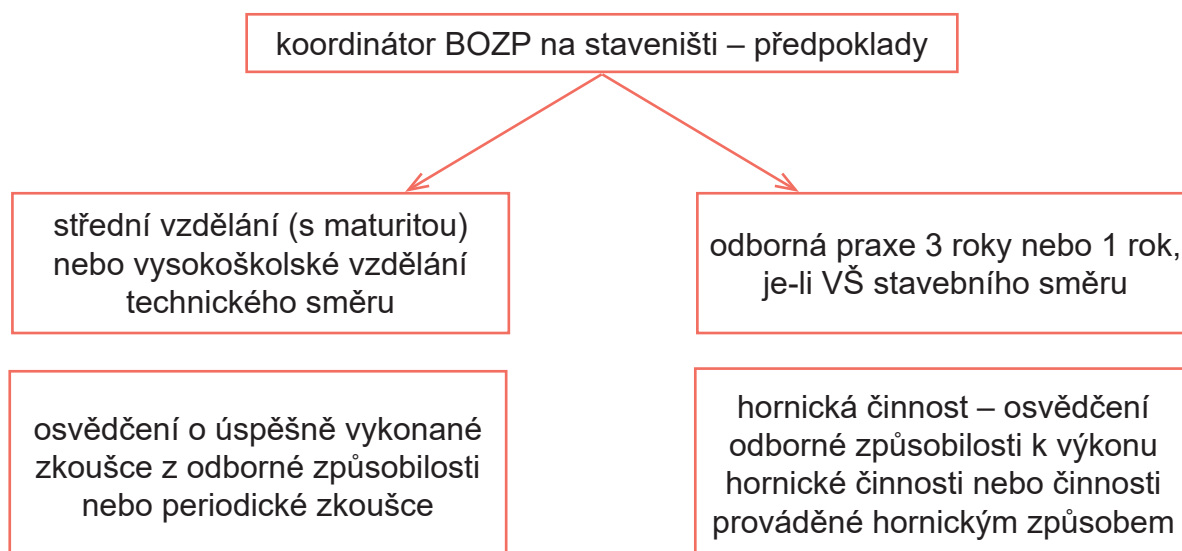 koordinátor BOZP na staveništi – předpoklady
střední vzdělání (s maturitou)
nebo vysokoškolské vzdělání
technického směru
odborná praxe 3 roky nebo 1 rok,
je-li VŠ stavebního směru
osvědčení o úspěšně vykonané
zkoušce z odborné způsobilosti
nebo periodické zkoušce
hornická činnost – osvědčení
odborné způsobilosti k výkonu
hornické činnosti nebo činnosti
prováděné hornickým způsobem